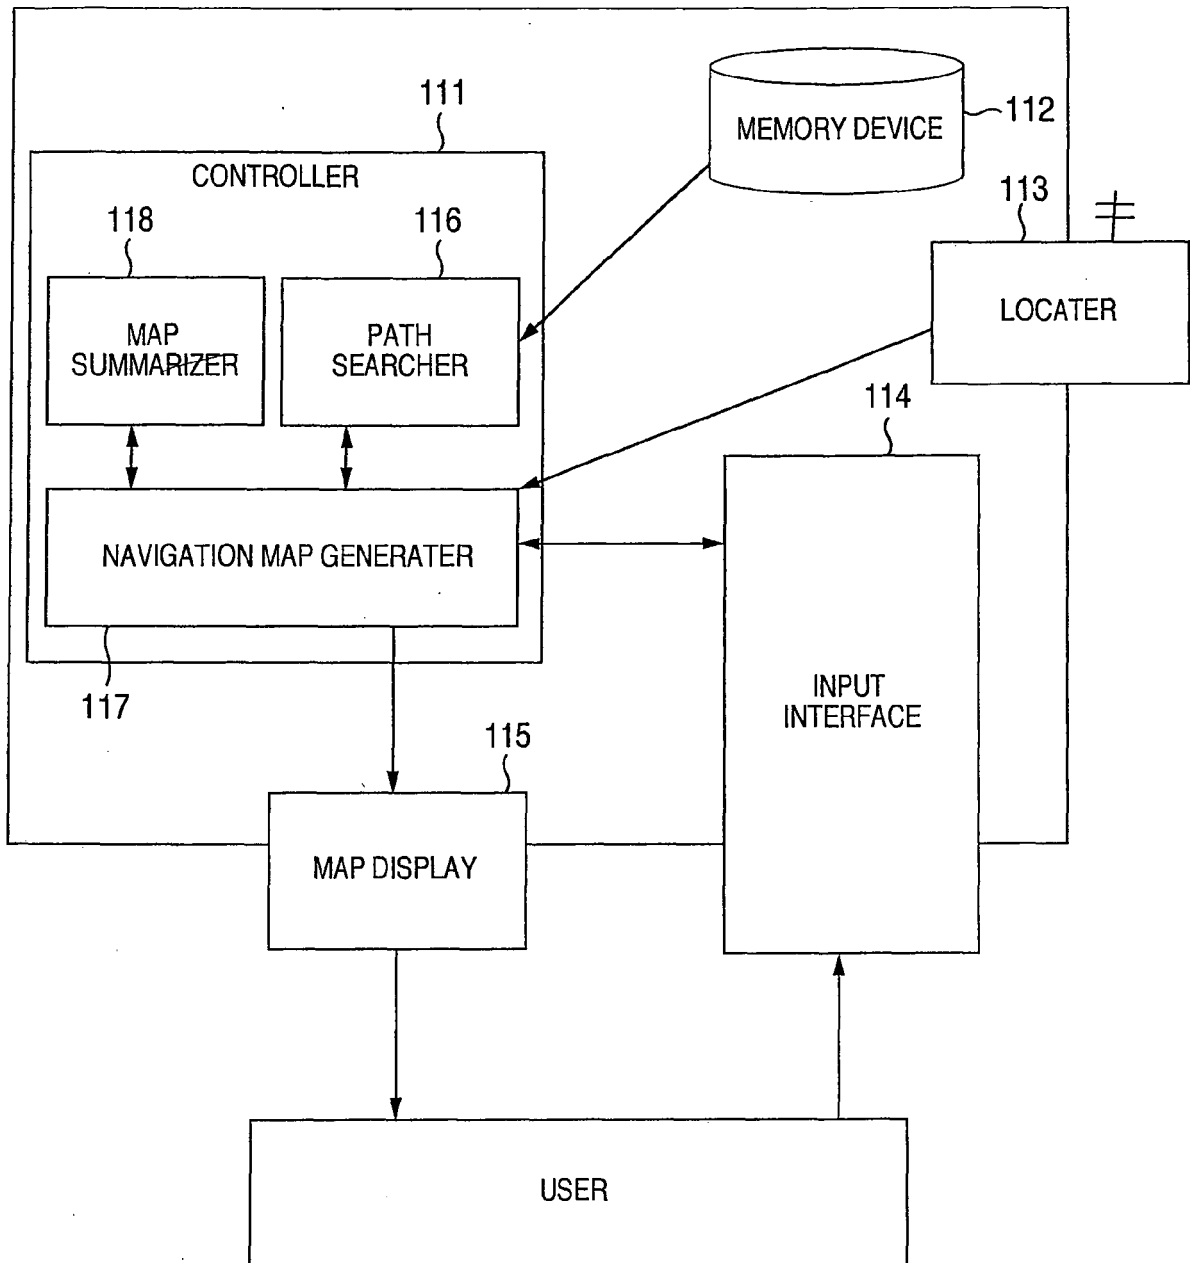 111
MEMORY DEVICE
112
CONTROLLER
113
118
116
LOCATER
MAP
SUMMARIZER
PATH
SEARCHER
114
NAVIGATION MAP GENERATER
117
INPUT
INTERFACE
115
MAP DISPLAY
USER